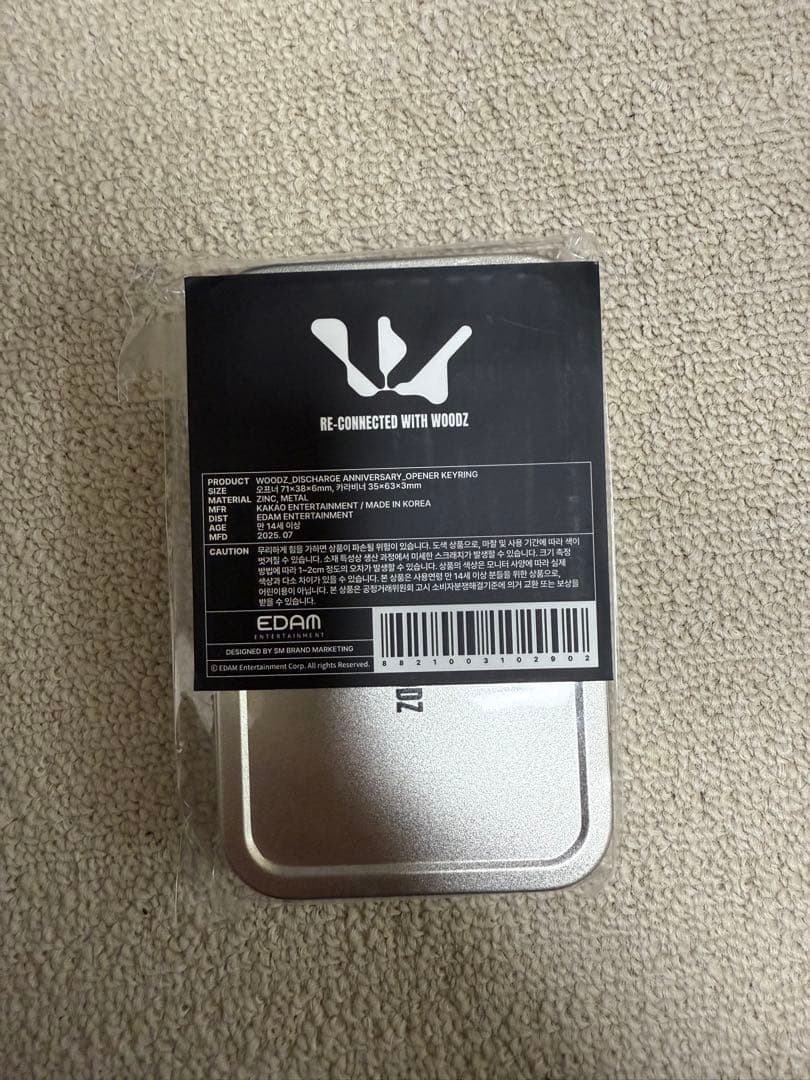 RE-CONNECTED WITH WOODZ
PRODUCT WOODZ_DISCHARGE ANNIVERSARY_OPENER KEYRING
SIZE 오프너 71×38×6mm, 카라비너 35×63×3mm
MATERIAL ZINC, METAL
MFR KAKAO ENTERTAINMENT / MADE IN KOREA
DIST EDAM ENTERTAINMENT
AGE 만 14세 이상
MFD 2025. 07
CAUTION 무리하게 힘을 가하면 상품이 파손될 위험이 있습니다. 도색 상품으로, 마찰 및 사용 기간에 따라 색이
벗겨질 수 있습니다. 소재 특성상 생산 과정에서 미세한 스크래치가 발생할 수 있습니다. 크기 측정
방법에 따라 1~2cm 정도의 오차가 발생할 수 있습니다. 상품의 색상은 모니터 사양에 따라 실제
색상과 다소 차이가 있을 수 있습니다. 본 상품은 사용연령 만 14세 이상 분들을 위한 상품으로,
어린이용이 아닙니다. 본 상품은 공정거래위원회 고시 소비자분쟁해결기준에 의거 교환 또는 보상을
받을 수 있습니다.
EDAM
ENTERTAINMENT
DESIGNED BY SM BRAND MARKETING
© EDAM Entertainment Corp. All rights Reserved.
8821003102902
DZ